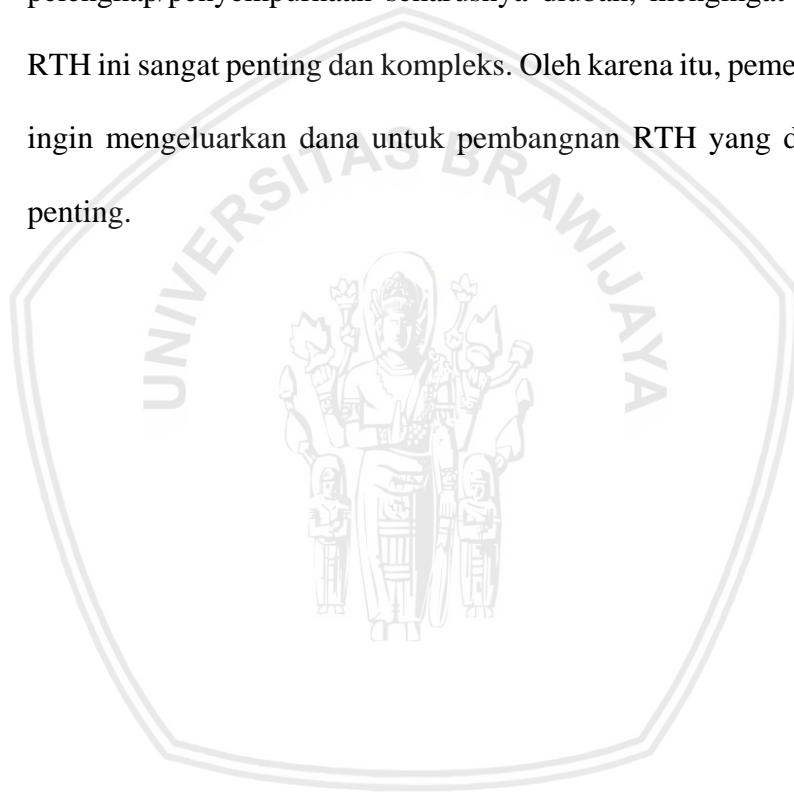 RTH ini sangat penting dan kompleks. Oleh karena itu,
ingin mengeluarkan dana untuk pembangnan RTH yang
penting.
UNIVERSITAS BRAWIJAYA